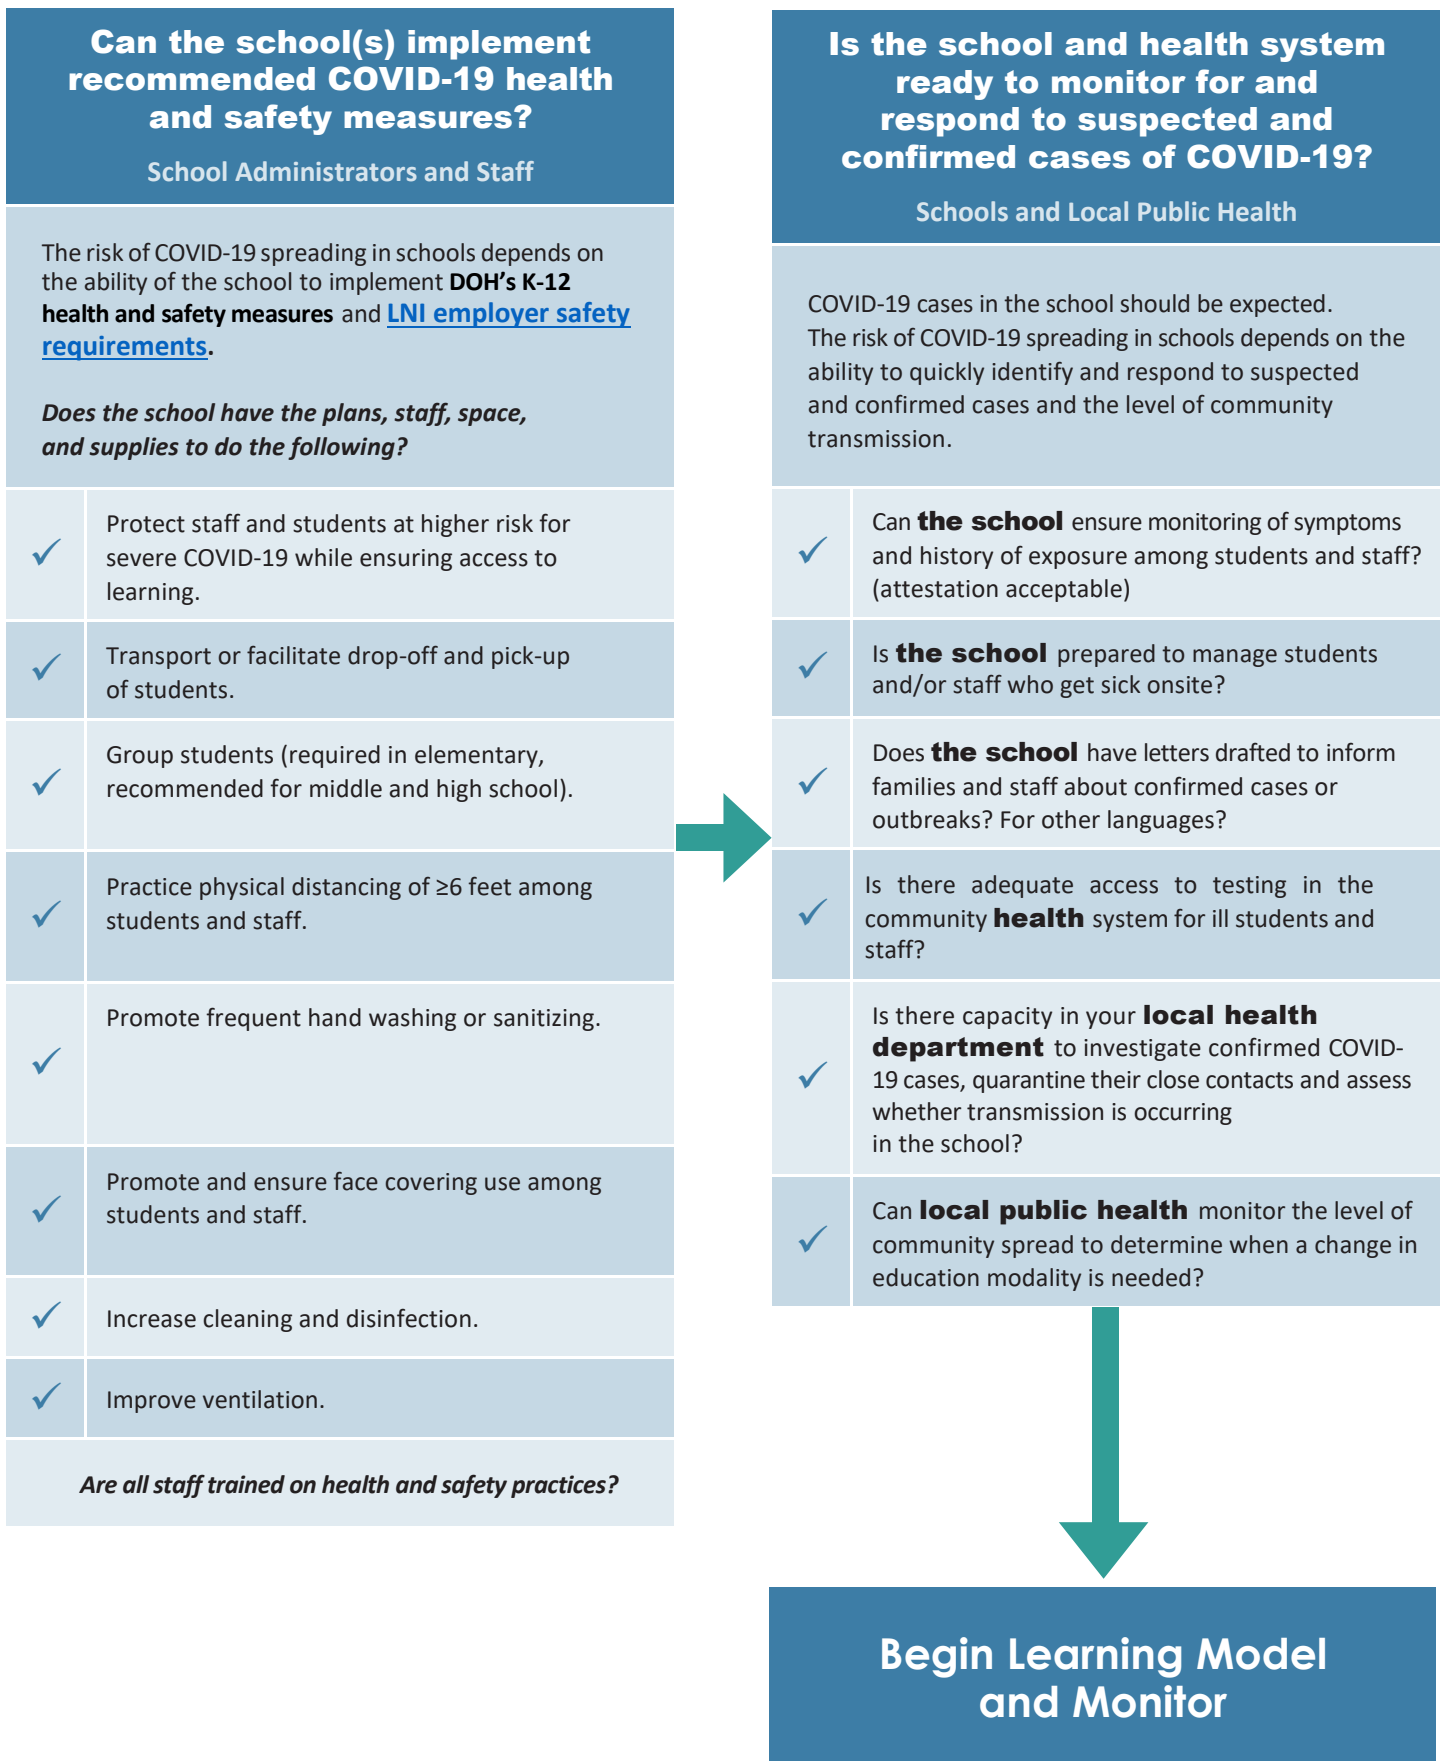 Can the school(s) implement
recommended COVID-19 health
and safety measures?
School Administrators and Staff
The risk of COVID-19 spreading in schools depends on
the ability of the school to implement DOH’s K-12
health and safety measures and LNI employer safety
requirements.
Does the school have the plans, staff, space,
and supplies to do the following?
Protect staff and students at higher risk for
severe COVID-19 while ensuring access to
learning.
Transport or facilitate drop-off and pick-up
of students.
Group students (required in elementary,
recommended for middle and high school).
Practice physical distancing of ≥6 feet among
students and staff.
Promote frequent hand washing or sanitizing.
Promote and ensure face covering use among
students and staff.
Increase cleaning and disinfection.
Improve ventilation.
Are all staff trained on health and safety practices?
Is the school and health system
ready to monitor for and
respond to suspected and
confirmed cases of COVID-19?
Schools and Local Public Health
COVID-19 cases in the school should be expected.
The risk of COVID-19 spreading in schools depends on the
ability to quickly identify and respond to suspected
and confirmed cases and the level of community
transmission.
Can the school ensure monitoring of symptoms
and history of exposure among students and staff?
(attestation acceptable)
Is the school prepared to manage students
and/or staff who get sick onsite?
Does the school have letters drafted to inform
families and staff about confirmed cases or
outbreaks? For other languages?
Is there adequate access to testing in the
community health system for ill students and
staff?
Is there capacity in your local health
department to investigate confirmed COVID-
19 cases, quarantine their close contacts and assess
whether transmission is occurring
in the school?
Can local public health monitor the level of
community spread to determine when a change in
education modality is needed?
Begin Learning Model
and Monitor